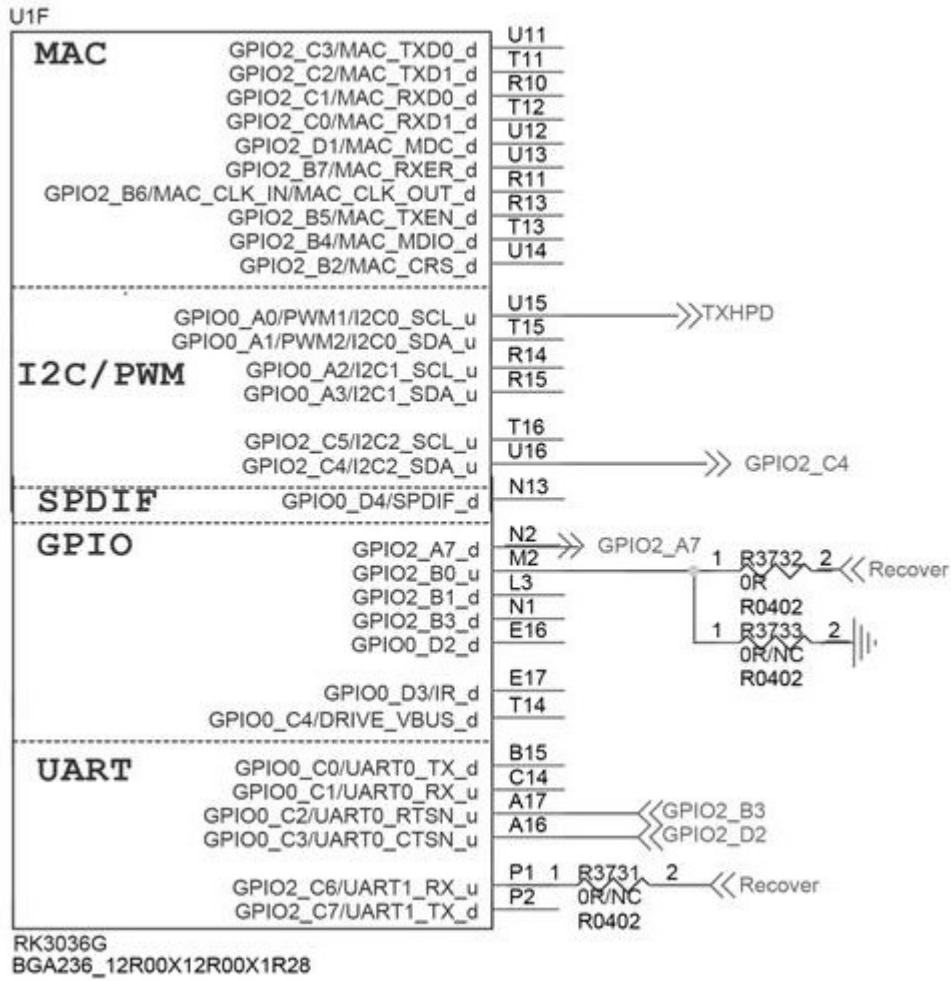 U1F
MAC
GPIO2_C3/MAC_TXD0_d U11
GPIO2_C2/MAC_TXD1_d T11
GPIO2_C1/MAC_RXD0_d R10
GPIO2_C0/MAC_RXD1_d T12
GPIO2_D1/MAC_MDC_d U12
GPIO2_B7/MAC_RXER_d U13
GPIO2_B6/MAC_CLK_IN/MAC_CLK_OUT_d R11
GPIO2_B5/MAC_TXEN_d R13
GPIO2_B4/MAC_MDIO_d T13
GPIO2_B2/MAC_CRS_d U14
I2C/PWM
GPIO0_A0/PWM1/I2C0_SCL_u U15 TXHPD
GPIO0_A1/PWM2/I2C0_SDA_u T15
GPIO0_A2/I2C1_SCL_u R14
GPIO0_A3/I2C1_SDA_u R15
GPIO2_C5/I2C2_SCL_u T16
GPIO2_C4/I2C2_SDA_u U16 GPIO2_C4
SPDIF
GPIO0_D4/SPDIF_d N13
GPIO
GPIO2_A7_d N2 GPIO2_A7
GPIO2_B0_u M2 1 R3732 2 Recover
0R
R0402
GPIO2_B1_d L3
GPIO2_B3_d N1
GPIO0_D2_d E16 1 R3733 2
0R/NC
R0402
GPIO0_D3/IR_d E17
GPIO0_C4/DRIVE_VBUS_d T14
UART
GPIO0_C0/UART0_TX_d B15
GPIO0_C1/UART0_RX_u C14
GPIO0_C2/UART0_RTSN_u A17 GPIO2_B3
GPIO0_C3/UART0_CTSN_u A16 GPIO2_D2
GPIO2_C6/UART1_RX_u P1 1 R3731 2 Recover
GPIO2_C7/UART1_TX_d P2 0R/NC
R0402
RK3036G
BGA236_12R00X12R00X1R28